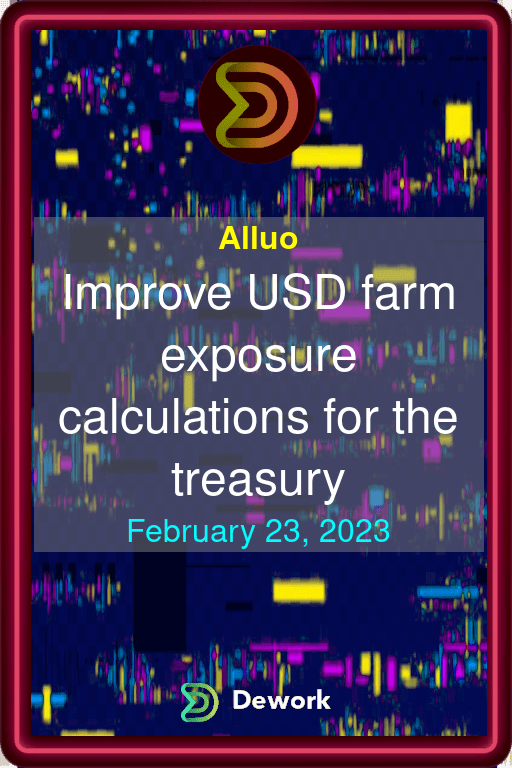 Alluo
Improve USD farm
exposure
calculations for the
treasury
February 23, 2023
Dework